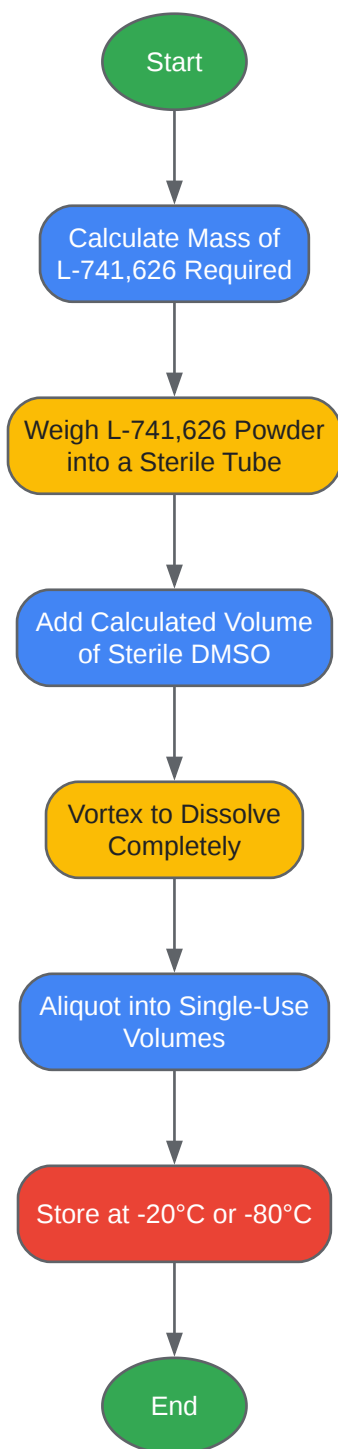 Start
Calculate Mass of
L-741,626 Required
Weigh L-741,626 Powder
into a Sterile Tube
Add Calculated Volume
of Sterile DMSO
Vortex to Dissolve
Completely
Aliquot into Single-Use
Volumes
Store at -20°C or -80°C
End